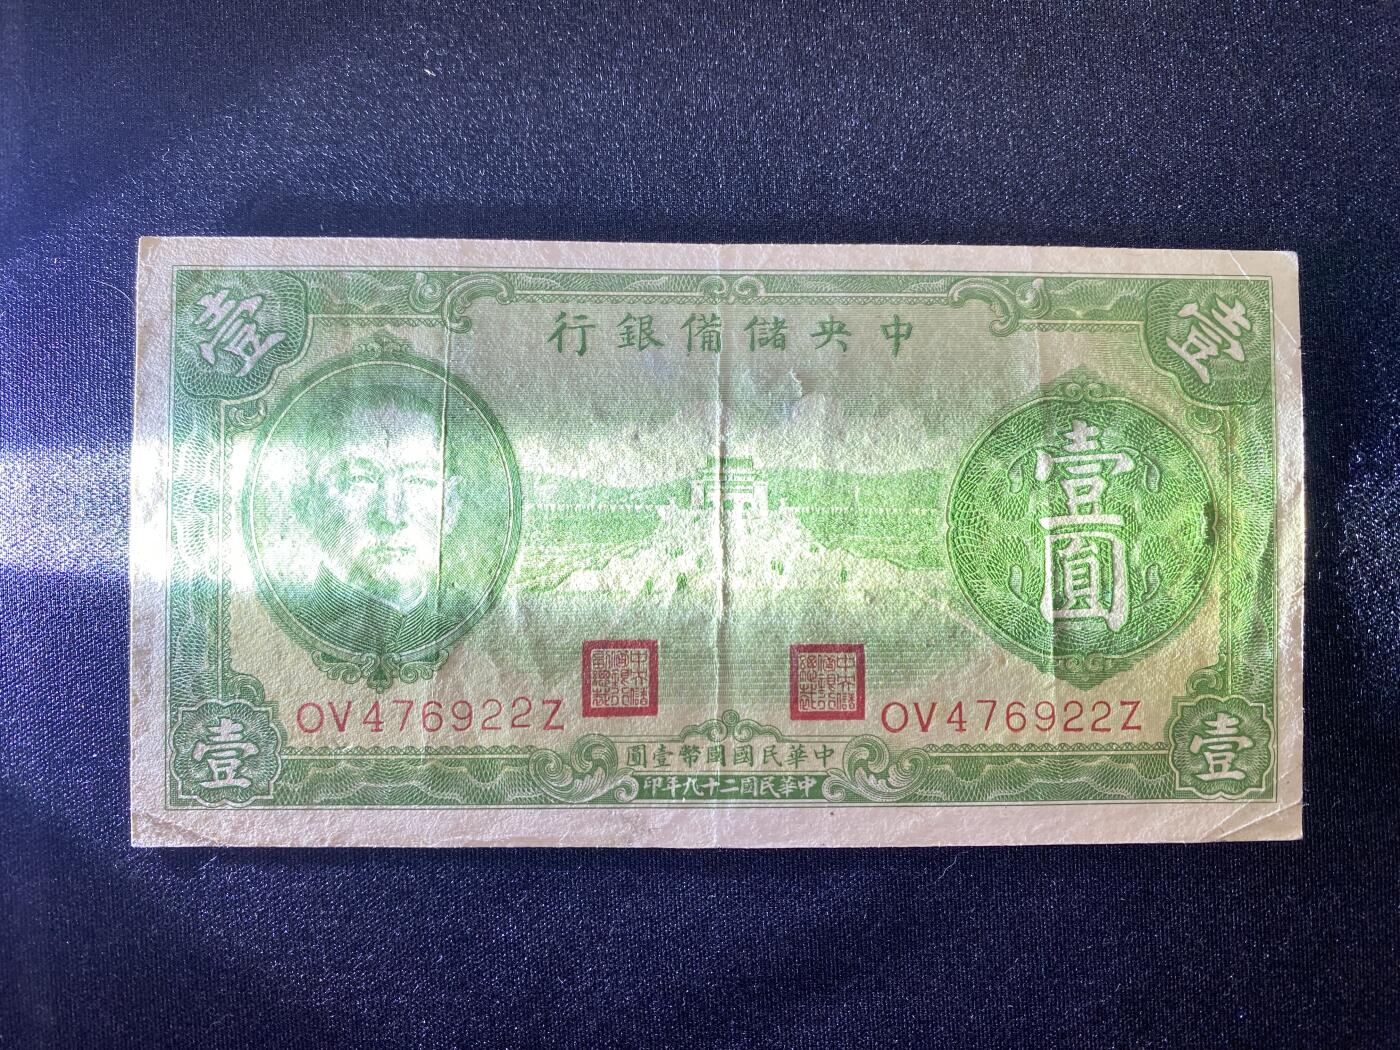 壹
中央儲備銀行
壹
壹圓
OV476922Z
OV476922Z
壹
中華民國國幣壹圓
中華民國二十九年印
壹